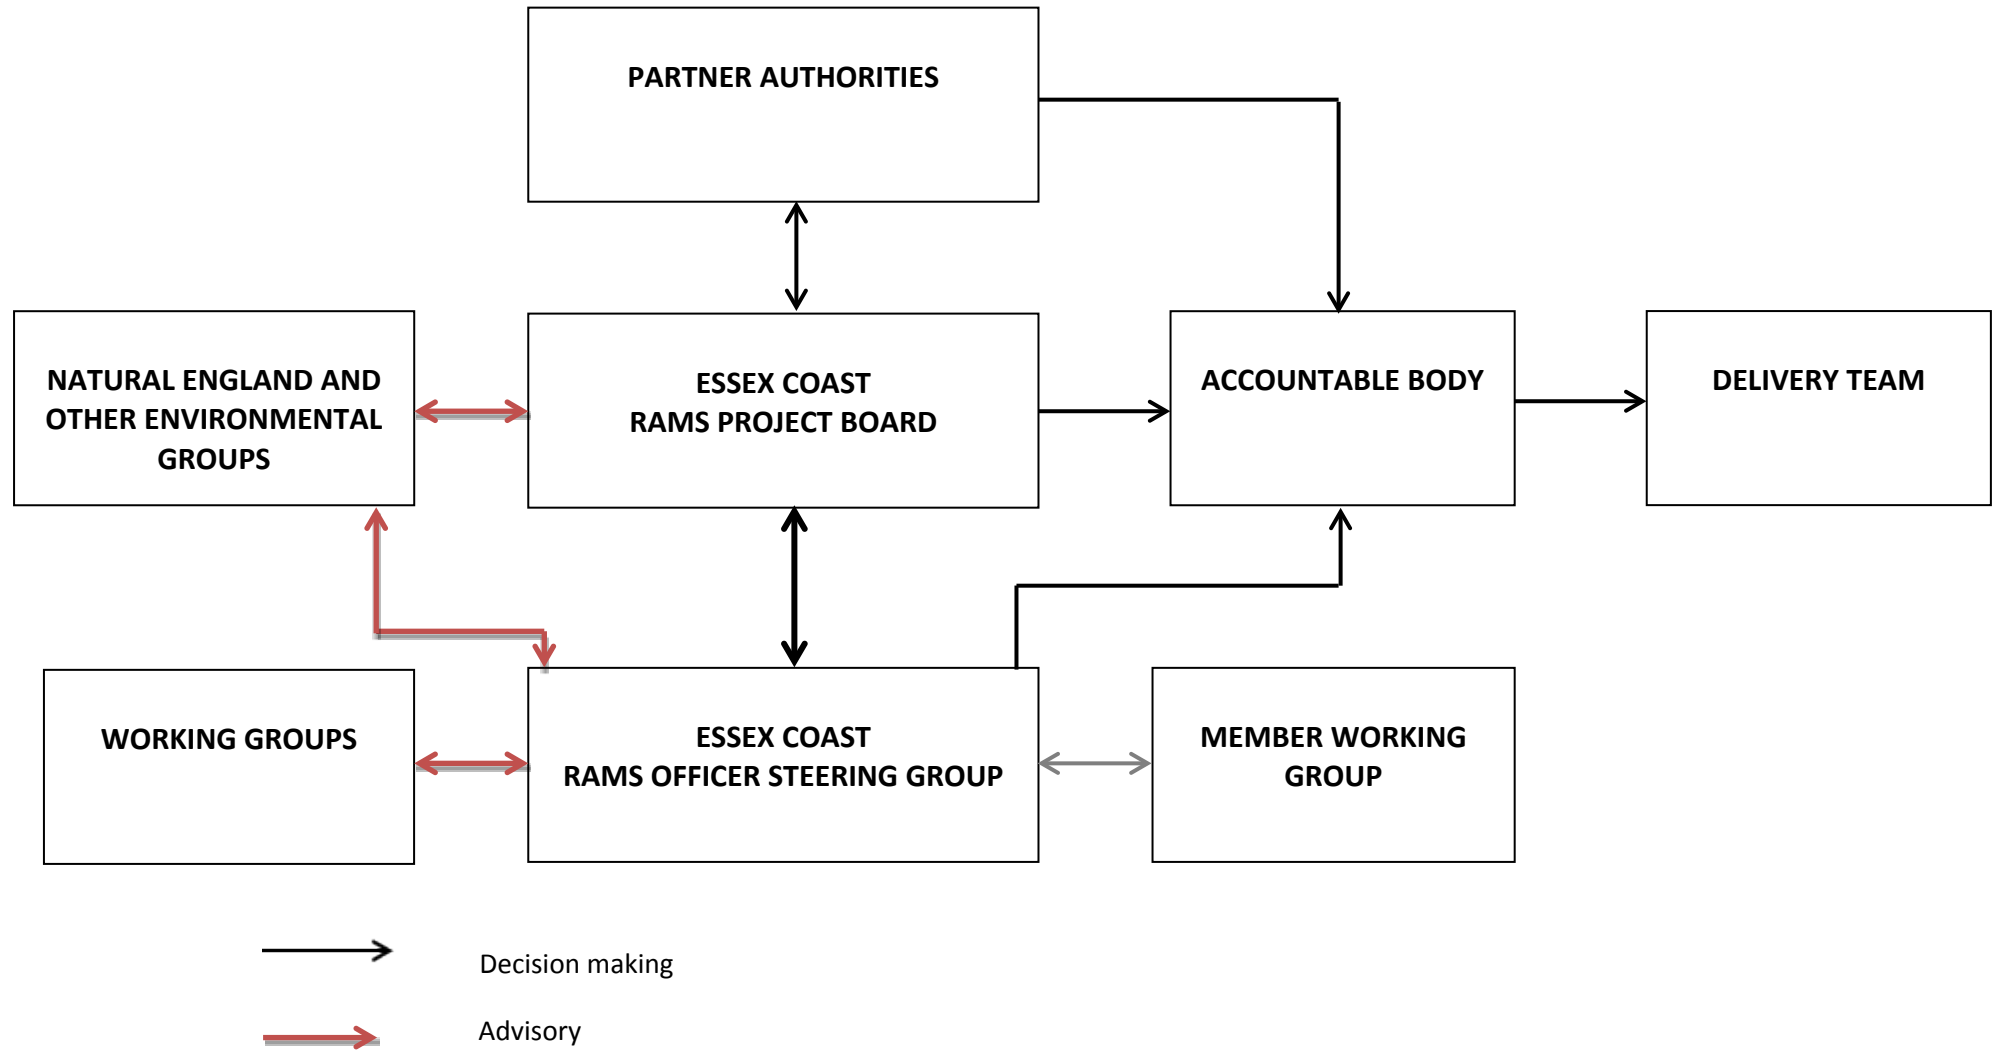 PARTNER AUTHORITIES
NATURAL ENGLAND AND
OTHER ENVIRONMENTAL
GROUPS
ESSEX COAST
RAMS PROJECT BOARD
ACCOUNTABLE BODY
DELIVERY TEAM
WORKING GROUPS
ESSEX COAST
RAMS OFFICER STEERING GROUP
MEMBER WORKING
GROUP
Decision making
Advisory